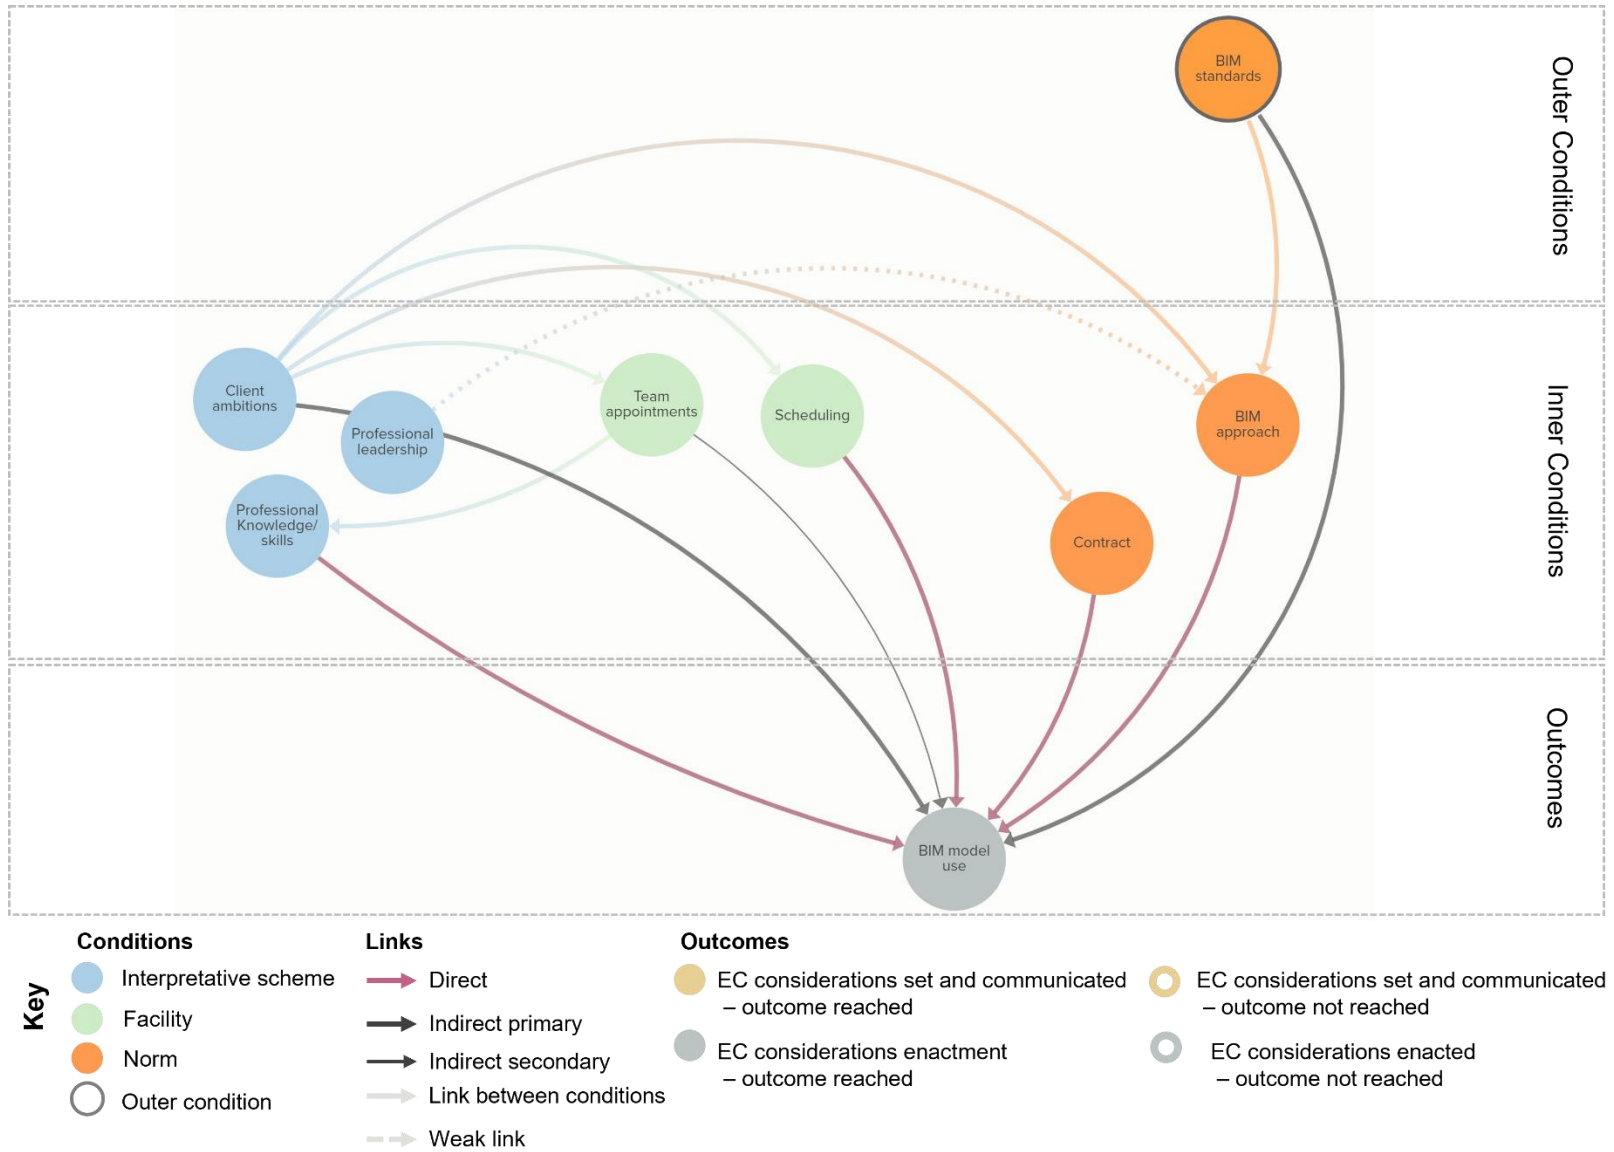 BIM
standards
Outer Conditions
Client
ambitions
Professional
leadership
Team
appointments
Scheduling
BIM
approach
Professional
Knowledge/
skills
Contract
Inner Conditions
BIM model
use
Outcomes
Key
Conditions
Interpretative scheme
Facility
Norm
Outer condition
Links
Direct
Indirect primary
Indirect secondary
Link between conditions
Weak link
Outcomes
EC considerations set and communicated
– outcome reached
EC considerations enactment
– outcome reached
EC considerations set and communicated
– outcome not reached
EC considerations enacted
– outcome not reached